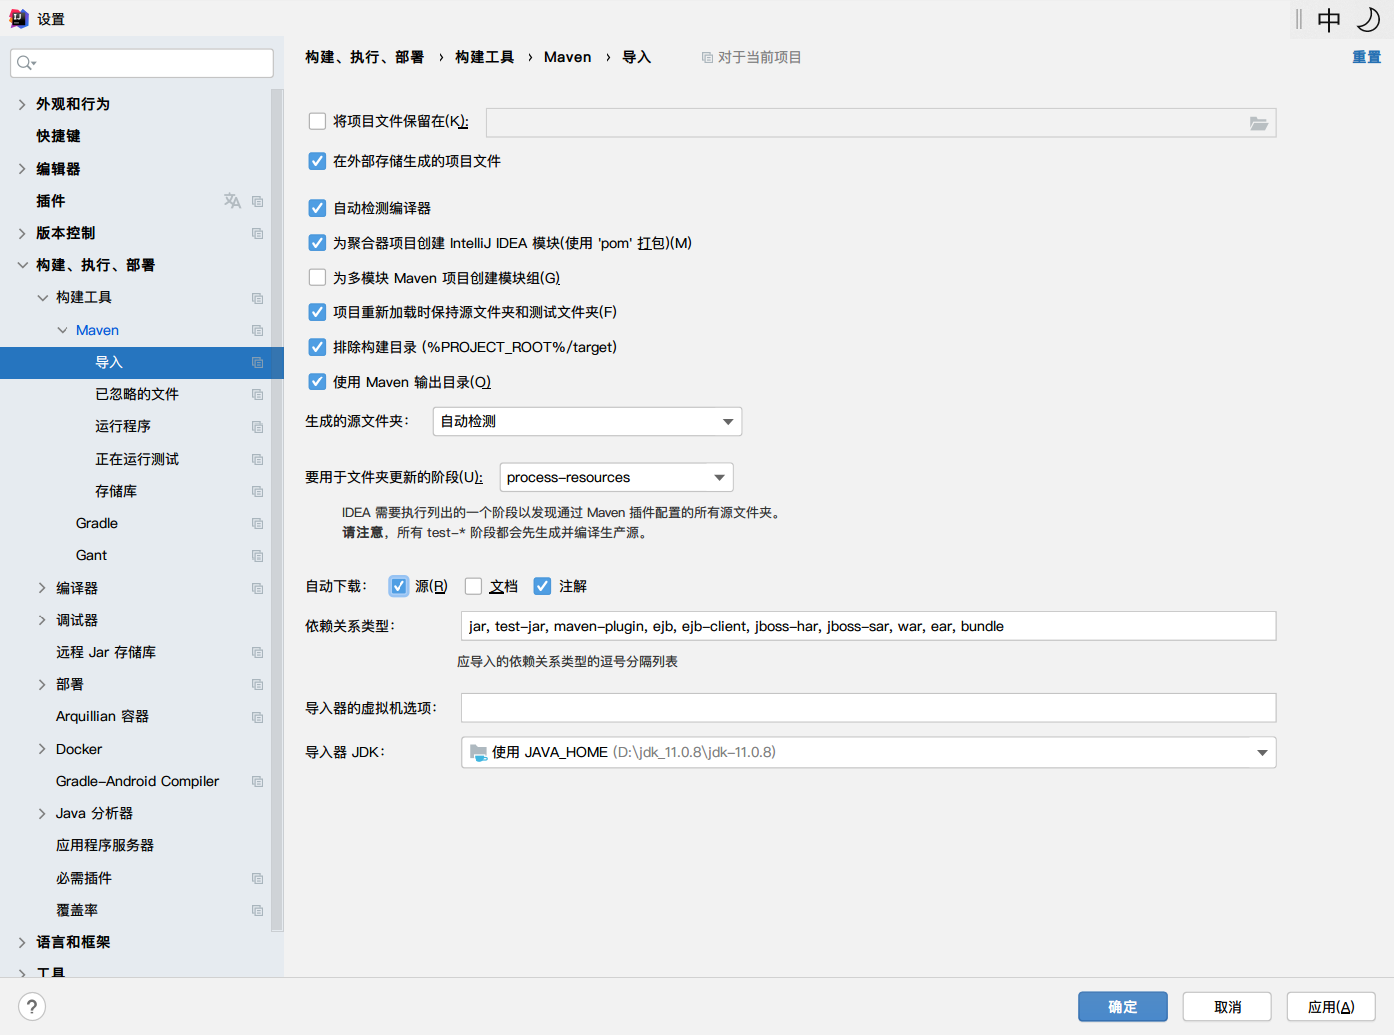 设置
中
构建、执行、部署 › 构建工具 › Maven › 导入 对于当前项目 重置
外观和行为
快捷键
编辑器
插件
版本控制
构建、执行、部署
构建工具
Maven
导入
已忽略的文件
运行程序
正在运行测试
存储库
Gradle
Gant
编译器
调试器
远程 Jar 存储库
部署
Arquillian 容器
Docker
Gradle-Android Compiler
Java 分析器
应用程序服务器
必需插件
覆盖率
语言和框架
工具
将项目文件保留在(K):
在外部存储生成的项目文件
自动检测编译器
为聚合器项目创建 IntelliJ IDEA 模块(使用 'pom' 打包)(M)
为多模块 Maven 项目创建模块组(G)
项目重新加载时保持源文件夹和测试文件夹(F)
排除构建目录 (%PROJECT_ROOT%/target)
使用 Maven 输出目录(O)
生成的源文件夹： 自动检测
要用于文件夹更新的阶段(U): process-resources
IDEA 需要执行列出的一个阶段以发现通过 Maven 插件配置的所有源文件夹。
请注意，所有 test-* 阶段都会先生成并编译生产源。
自动下载： 源(R) 文档 注解
依赖关系类型： jar, test-jar, maven-plugin, ejb, ejb-client, jboss-har, jboss-sar, war, ear, bundle
应导入的依赖关系类型的逗号分隔列表
导入器的虚拟机选项：
导入器 JDK： 使用 JAVA_HOME (D:\jdk_11.0.8\jdk-11.0.8)
? 确定 取消 应用(A)